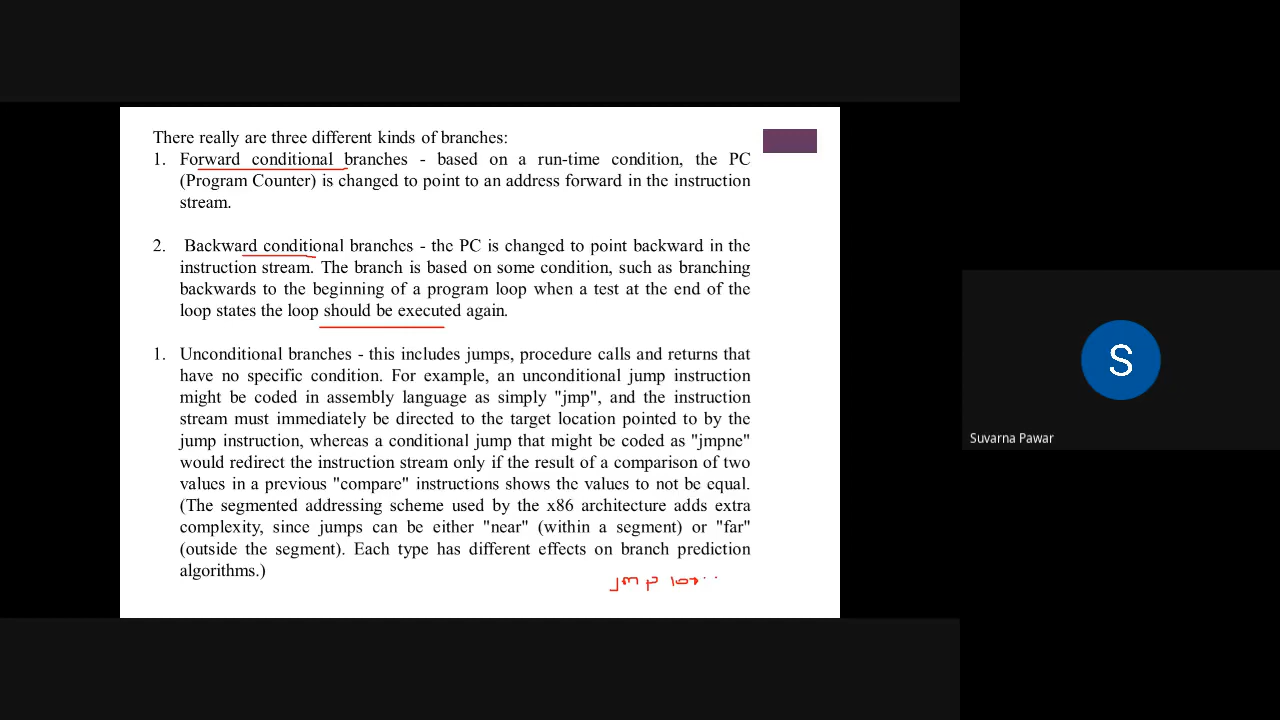 There really are three different kinds of branches:
1. Forward conditional branches - based on a run-time condition, the PC
(Program Counter) is changed to point to an address forward in the instruction
stream.
2. Backward conditional branches - the PC is changed to point backward in the
instruction stream. The branch is based on some condition, such as branching
backwards to the beginning of a program loop when a test at the end of the
loop states the loop should be executed again.
1. Unconditional branches - this includes jumps, procedure calls and returns that
have no specific condition. For example, an unconditional jump instruction
might be coded in assembly language as simply "jmp", and the instruction
stream must immediately be directed to the target location pointed to by the
jump instruction, whereas a conditional jump that might be coded as "jmpne"
would redirect the instruction stream only if the result of a comparison of two
values in a previous "compare" instructions shows the values to not be equal.
(The segmented addressing scheme used by the x86 architecture adds extra
complexity, since jumps can be either "near" (within a segment) or "far"
(outside the segment). Each type has different effects on branch prediction
algorithms.)
Jmp
S
Suvarna Pawar